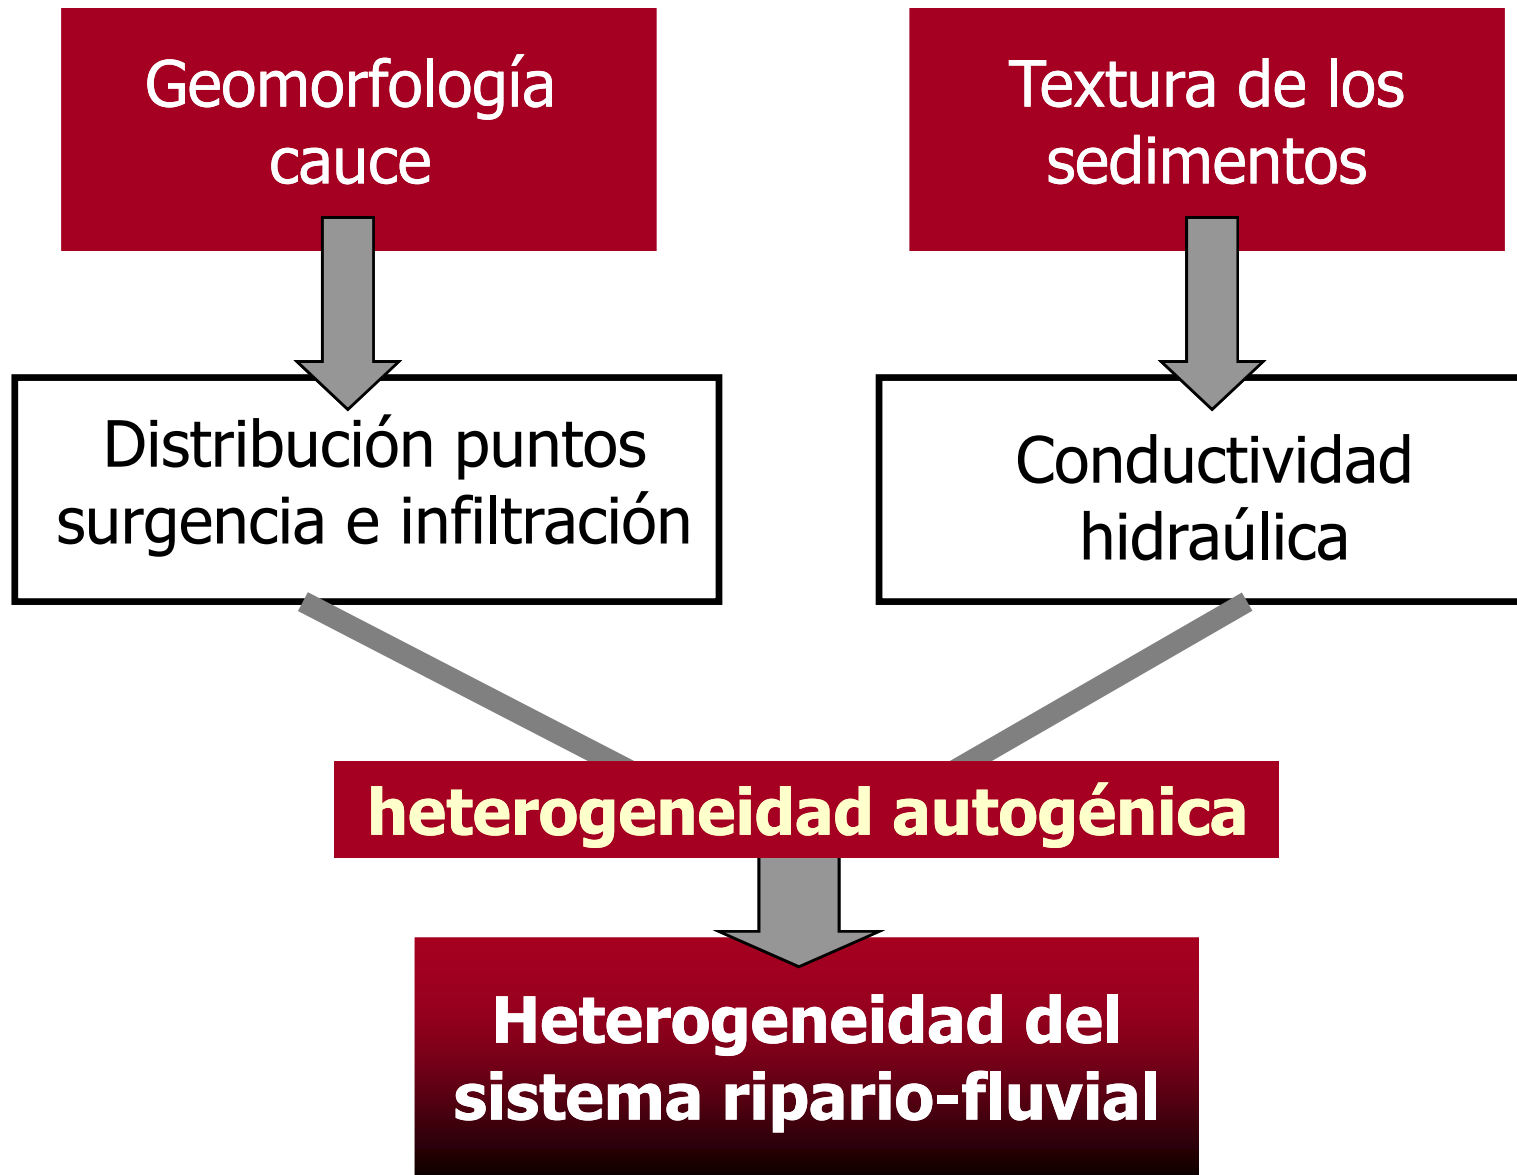 Geomorfología
cauce
Textura de los
sedimentos
Distribución puntos
surgencia e infiltración
Conductividad
hidraúlica
heterogeneidad autogénica
Heterogeneidad del
sistema ripario-fluvial